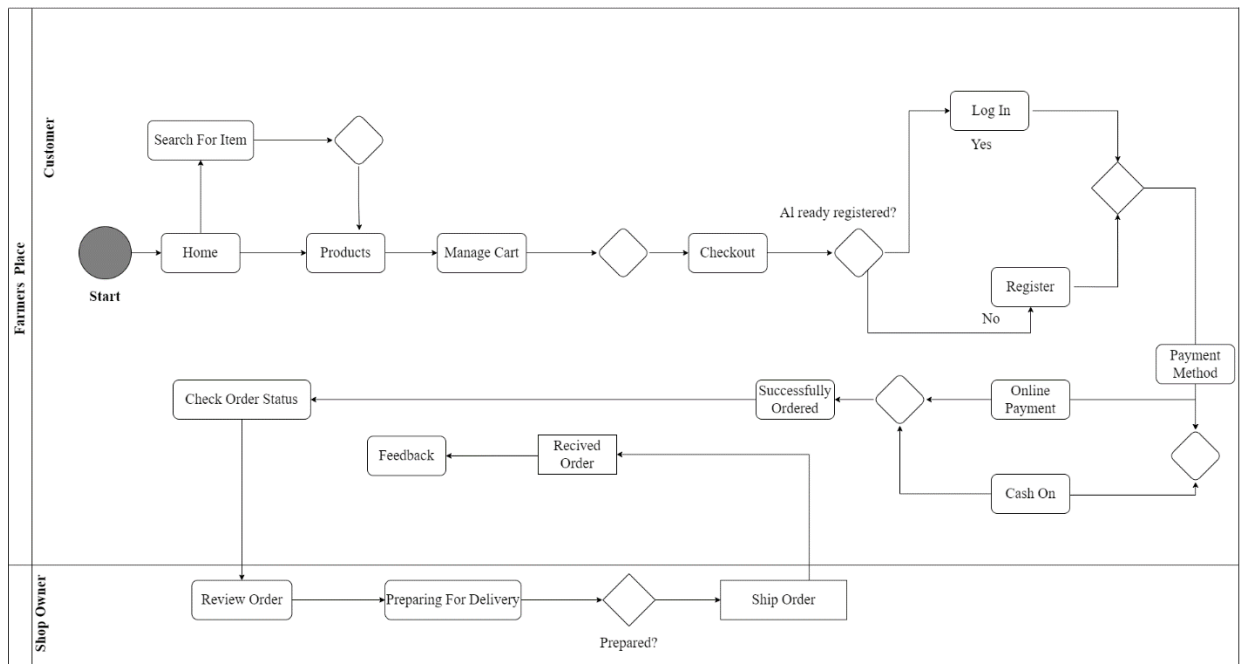 Farmers Place
Customer
Search For Item
Log In
Yes
Al ready registered?
Start
Home
Products
Manage Cart
Checkout
Register
No
Payment
Method
Check Order Status
Successfully
Ordered
Online
Payment
Feedback
Recived
Order
Cash On
Shop Owner
Review Order
Preparing For Delivery
Prepared?
Ship Order